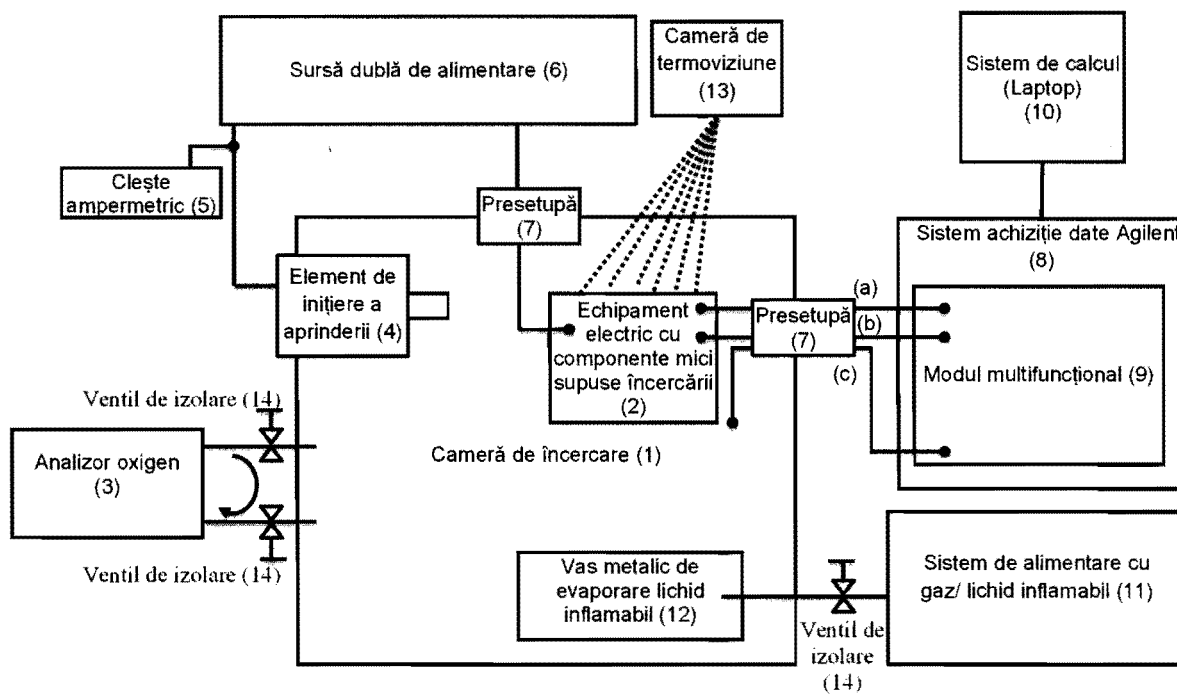 Sursă dublă de alimentare (6)
Cameră de
termoviziune
(13)
Sistem de calcul
(Laptop)
(10)
Clește
ampermetric (5)
Presetupă
(7)
Sistem achiziție date Agilent
(8)
Element de
inițiere a
aprinderii (4)
Echipament
electric cu
componente mici
supuse încercării
(2)
Presetupă
(7)
(a)
(b)
(c)
Modul multifuncțional (9)
Ventil de izolare (14)
Analizor oxigen
(3)
Cameră de încercare (1)
Ventil de izolare (14)
Vas metalic de
evaporare lichid
inflamabil (12)
Ventil de
izolare
(14)
Sistem de alimentare cu
gaz/ lichid inflamabil (11)